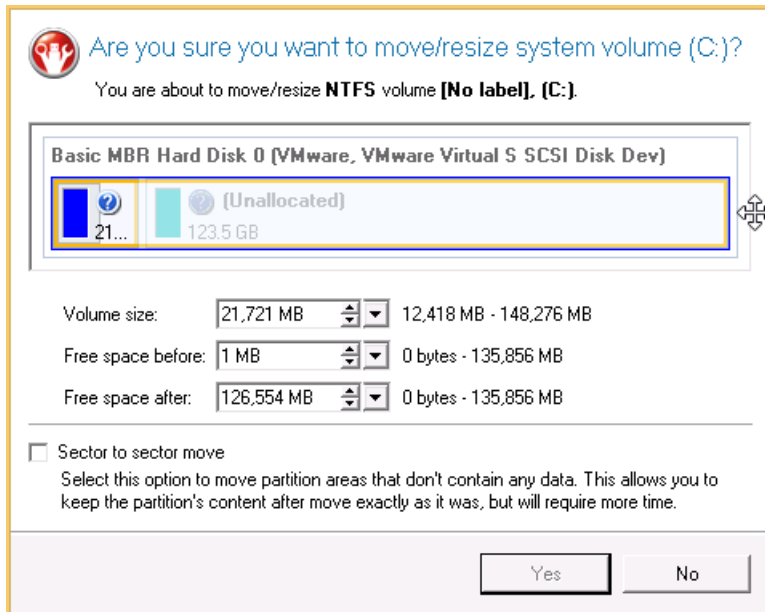 Are you sure you want to move/resize system volume (C:)?
You are about to move/resize NTFS volume [No label], (C:).
Basic MBR Hard Disk 0 (VMware, VMware Virtual S SCSI Disk Dev)
(Unallocated)
21... 123.5 GB
Volume size: 21,721 MB 12,418 MB - 148,276 MB
Free space before: 1 MB 0 bytes - 135,856 MB
Free space after: 126,554 MB 0 bytes - 135,856 MB
Sector to sector move
Select this option to move partition areas that don't contain any data. This allows you to
keep the partition's content after move exactly as it was, but will require more time.
Yes No